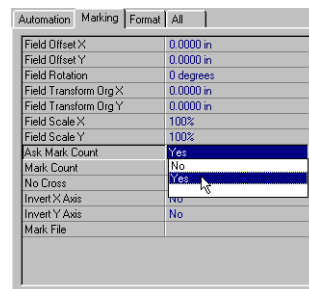 Automation Marking Format All
Field Offset X 0.0000 in
Field Offset Y 0.0000 in
Field Rotation 0 degrees
Field Transform Org X 0.0000 in
Field Transform Org Y 0.0000 in
Field Scale X 100%
Field Scale Y 100%
Ask Mark Count Yes
Mark Count No
No Cross Yes
Invert X Axis No
Invert Y Axis No
Mark File